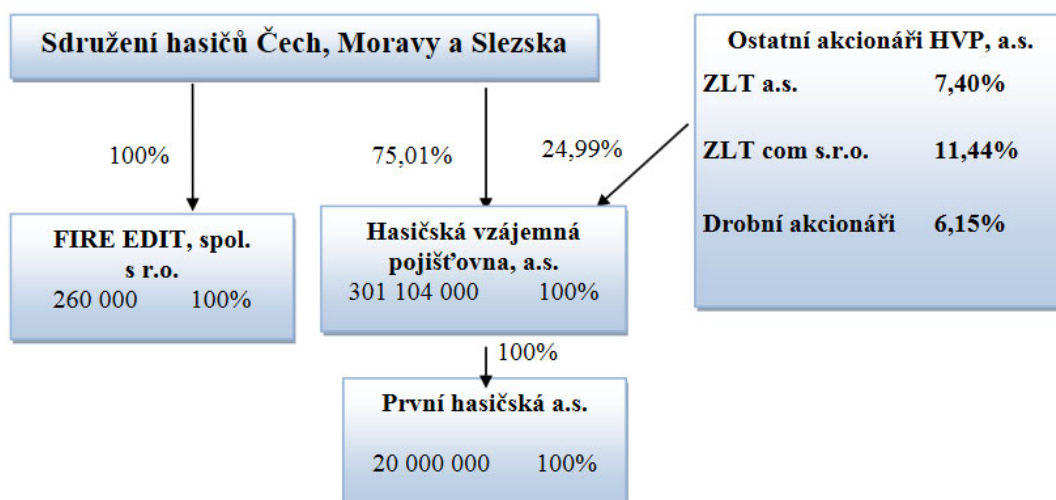 Sdružení hasičů Čech, Moravy a Slezska
Ostatní akcionáři HVP, a.s.
ZLT a.s. 7,40%
ZLT com s.r.o. 11,44%
Drobní akcionáři 6,15%
100%
75,01%
24,99%
FIRE EDIT, spol.
s r.o.
260 000 100%
Hasičská vzájemná
pojišťovna, a.s.
301 104 000 100%
100%
První hasičská a.s.
20 000 000 100%